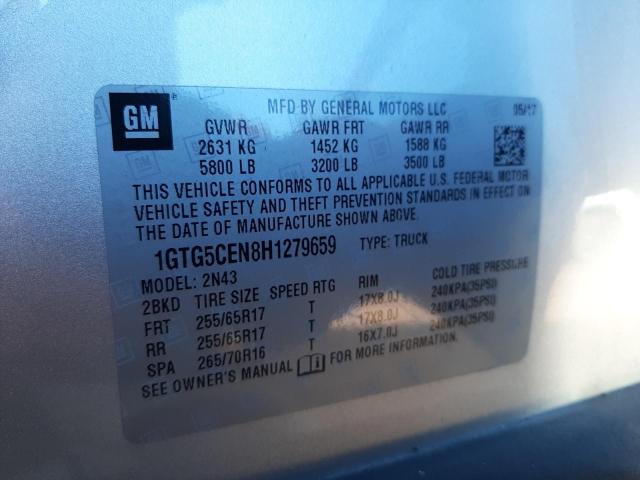 GM
MFD BY GENERAL MOTORS LLC 05/17
GVWR GAWR FRT GAWR RR
2631 KG 1452 KG 1588 KG
5800 LB 3200 LB 3500 LB
THIS VEHICLE CONFORMS TO ALL APPLICABLE U.S. FEDERAL MOTOR
VEHICLE SAFETY AND THEFT PREVENTION STANDARDS IN EFFECT ON
THE DATE OF MANUFACTURE SHOWN ABOVE.
1GTG5CEN8H1279659 TYPE: TRUCK
MODEL: 2N43
2BKD TIRE SIZE SPEED RTG RIM COLD TIRE PRESSURE
FRT 255/65R17 T 17X8.0J 240KPA(35PSI)
RR 255/65R17 T 17X8.0J 240KPA(35PSI)
SPA 265/70R16 T 16X7.0J 240KPA(35PSI)
SEE OWNER'S MANUAL FOR MORE INFORMATION.